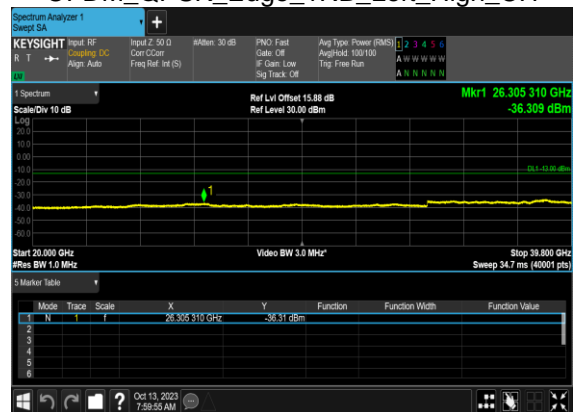 Spectrum Analyzer 1
Swept SA
+
KEYSIGHT Input: RF Input Z: 50 Ω #Atten: 30 dB PNO: Fast Avg Type: Power (RMS) 1 2 3 4 5 6
R T Coupling: DC Corr CCorr Gate: Off Avg|Hold: 100/100 A W W W W W
Align: Auto Freq Ref: Int (S) IF Gain: Low Trig: Free Run
LU Sig Track: Off A N N N N N
1 Spectrum Ref Lvl Offset 15.88 dB Mkr1 26.305 310 GHz
Scale/Div 10 dB Ref Level 30.00 dBm -36.309 dBm
Log
20.0
10.0
0.00
-10.0 DL1 -13.00 dBm
-20.0
-30.0 1
-40.0
-50.0
-60.0
Start 20.000 GHz Video BW 3.0 MHz* Stop 39.800 GHz
#Res BW 1.0 MHz Sweep 34.7 ms (40001 pts)
5 Marker Table
Mode Trace Scale X Y Function Function Width Function Value
1 N 1 f 26.305 310 GHz -36.31 dBm
2
3
4
5
6
? Oct 13, 2023
7:59:55 AM